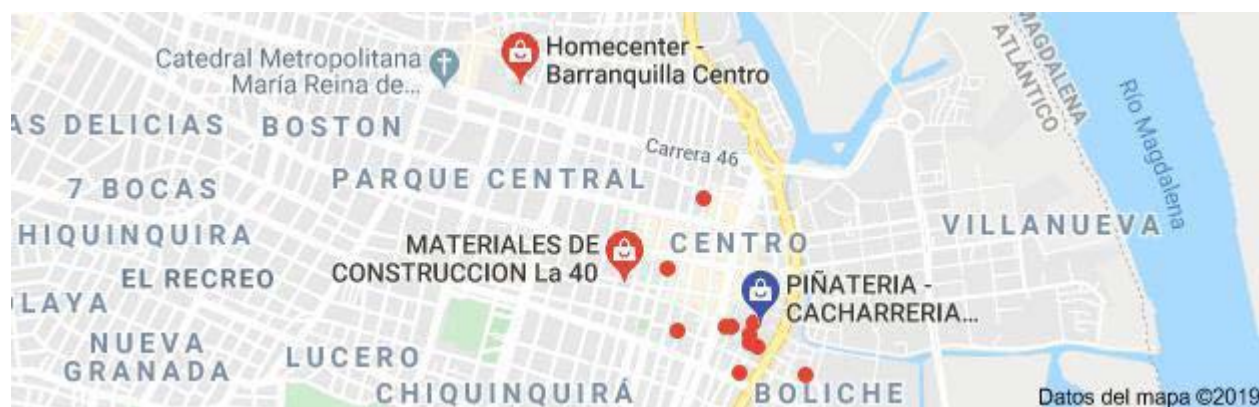 Homecenter -
Barranquilla Centro
Catedral Metropolitana
María Reina de...
MAGDALENA
ATLÁNTICO
Río Magdalena
AS DELICIAS
BOSTON
Carrera 46
7 BOCAS
PARQUE CENTRAL
HIQUINQUIRA
MATERIALES DE
CONSTRUCCION La 40
CENTRO
VILLANUEVA
EL RECREO
PIÑATERIA -
CACHARRERIA...
LAYA
NUEVA
GRANADA
LUCERO
CHIQUINQUIRÁ
BOLICHE
Datos del mapa ©2019